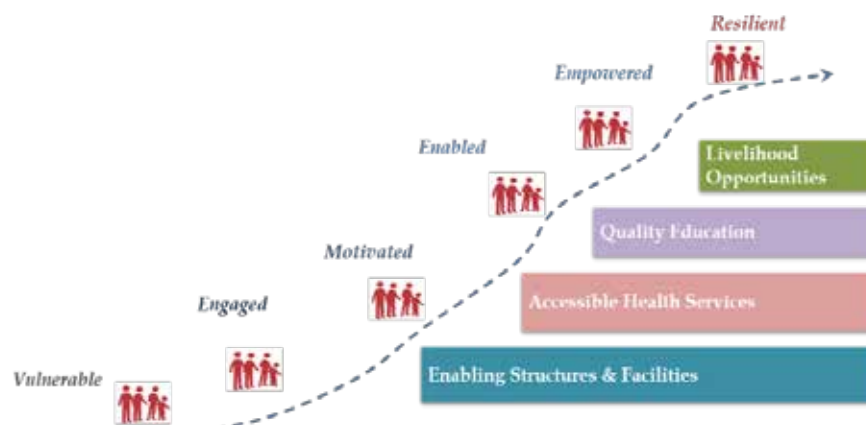 Resilient
Empowered
Enabled
Livelihood
Opportunities
Quality Education
Motivated
Accessible Health Services
Engaged
Vulnerable
Enabling Structures & Facilities